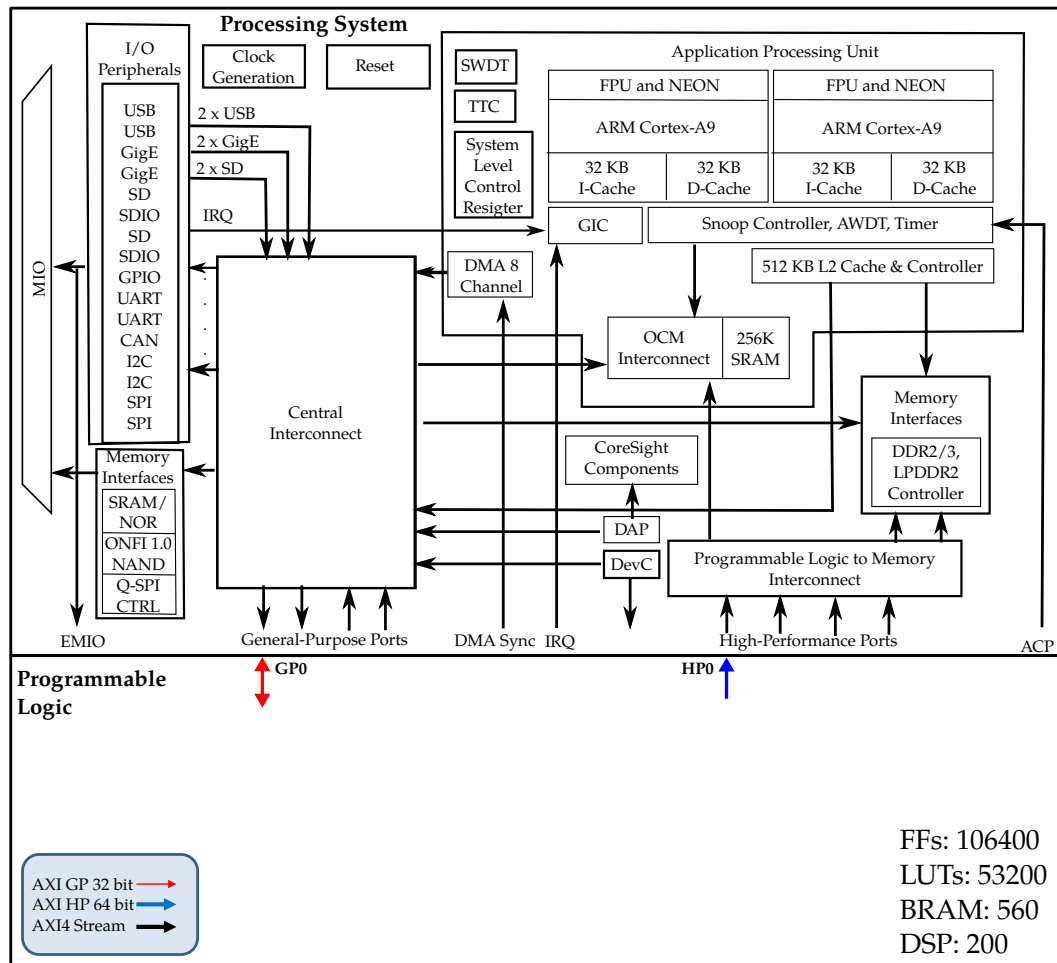 Processing System
I/O
Peripherals
USB
USB
GigE
GigE
SD
SDIO
SD
SDIO
GPIO
UART
UART
CAN
I2C
I2C
SPI
SPI
MIO
Clock
Generation
Reset
2 x USB
2 x GigE
2 x SD
IRQ
SWDT
TTC
System
Level
Control
Resigter
Application Processing Unit
FPU and NEON
ARM Cortex-A9
32 KB
I-Cache
32 KB
D-Cache
FPU and NEON
ARM Cortex-A9
32 KB
I-Cache
32 KB
D-Cache
GIC
Snoop Controller, AWDT, Timer
DMA 8
Channel
512 KB L2 Cache & Controller
OCM
Interconnect
256K
SRAM
Central
Interconnect
Memory
Interfaces
DDR2/3,
LPDDR2
Controller
CoreSight
Components
DAP
DevC
Programmable Logic to Memory
Interconnect
Memory
Interfaces
SRAM/
NOR
ONFI 1.0
NAND
Q-SPI
CTRL
EMIO
General-Purpose Ports
DMA Sync
IRQ
High-Performance Ports
ACP
GP0
HP0
Programmable
Logic
AXI GP 32 bit
AXI HP 64 bit
AXI4 Stream
FFs: 106400
LUTs: 53200
BRAM: 560
DSP: 200